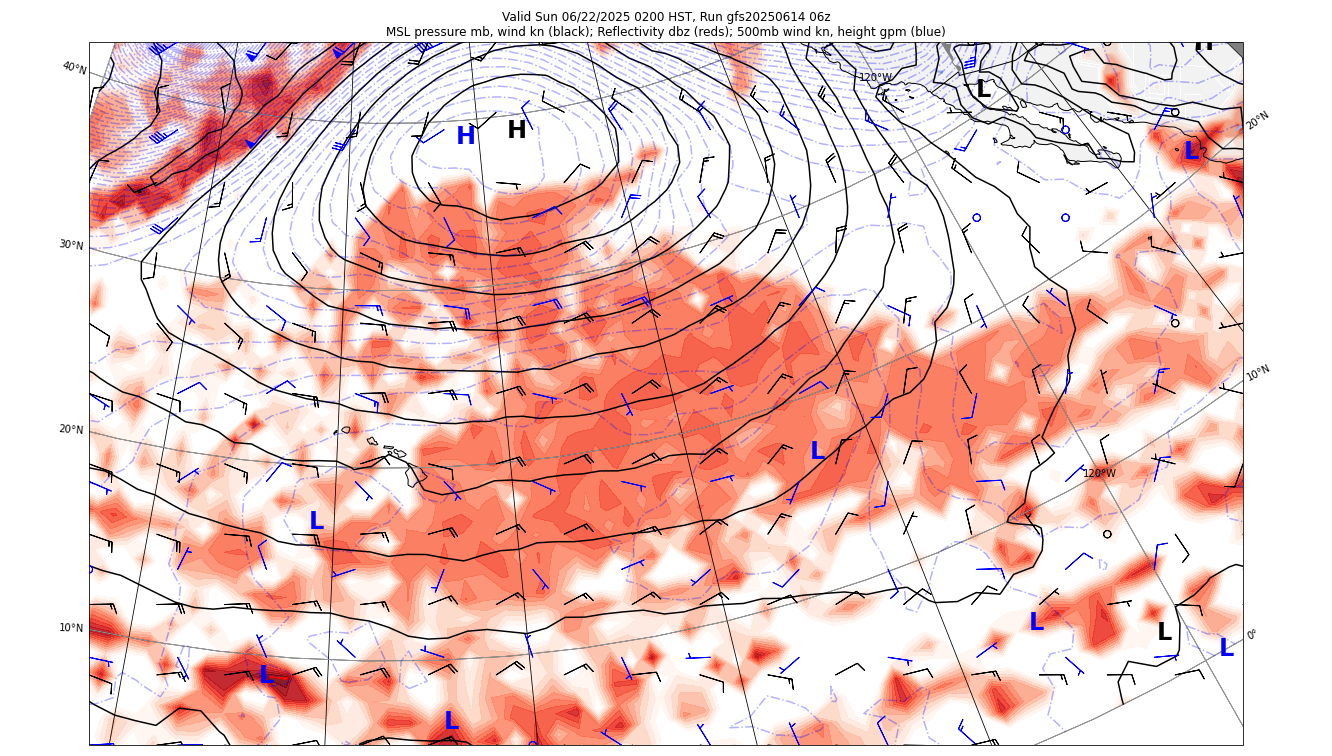 Valid Sun 06/22/2025 0200 HST, Run gfs20250614 06z
MSL pressure mb, wind kn (black); Reflectivity dbz (reds); 500mb wind kn, height gpm (blue)
H
40°N
120°W
L
20°N
H H
L
30°N
10°N
20°N
L
120°W
L
10°N
L
L
0°
L
L
L